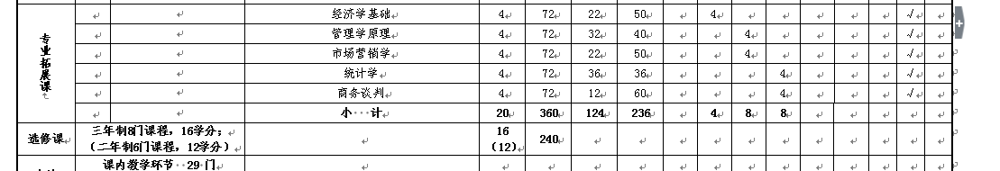 专业拓展课
经济学基础 4 72 22 50 4 √
管理学原理 4 72 32 40 4 √
市场营销学 4 72 22 50 4 √
统计学 4 72 36 36 4 √
商务谈判 4 72 12 60 4 √
小···计 20 360 124 236 4 8 8
选修课 三年制8门课程，16学分；
（二年制6门课程，12学分） 16
（12） 240
课内教学环节··29·门